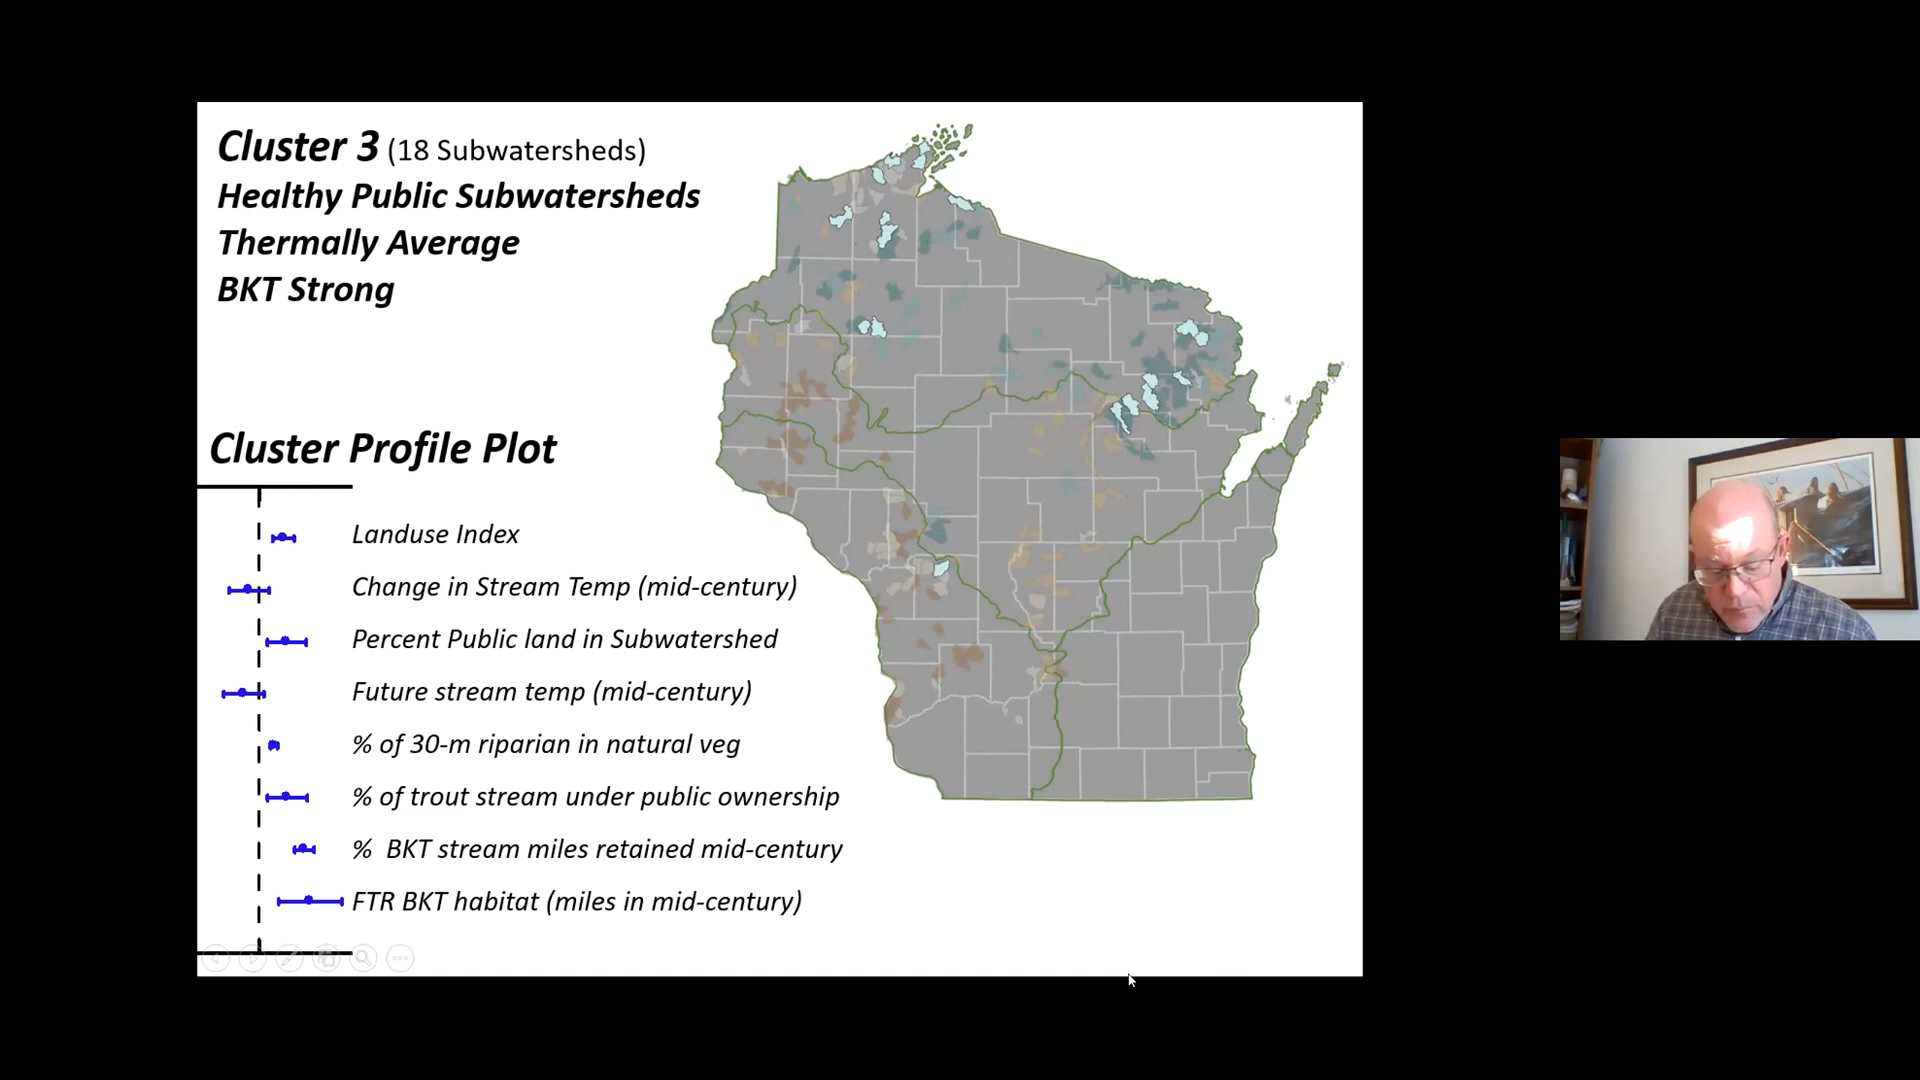 Cluster 3 (18 Subwatersheds)
Healthy Public Subwatersheds
Thermally Average
BKT Strong
Cluster Profile Plot
Landuse Index
Change in Stream Temp (mid-century)
Percent Public land in Subwatershed
Future stream temp (mid-century)
% of 30-m riparian in natural veg
% of trout stream under public ownership
% BKT stream miles retained mid-century
FTR BKT habitat (miles in mid-century)